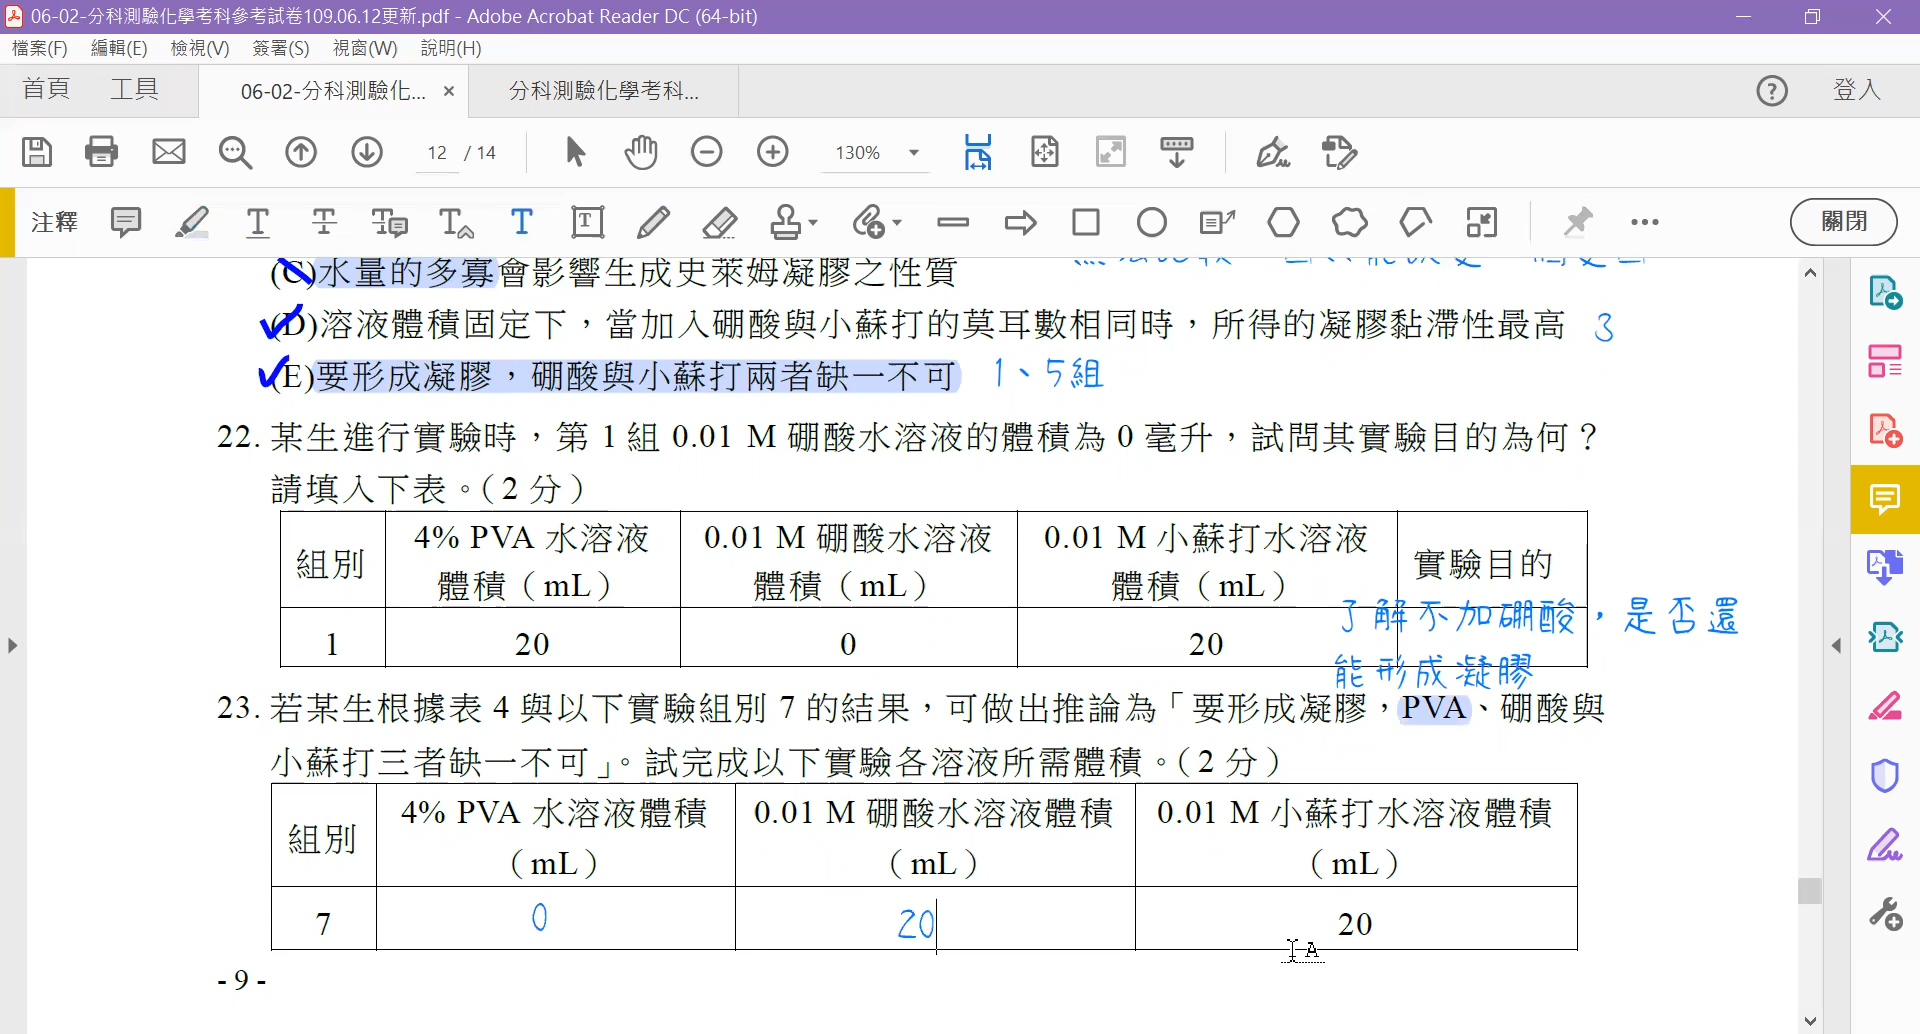 06-02-分科測驗化學考科參考試卷109.06.12更新.pdf - Adobe Acrobat Reader DC (64-bit)
檔案(F) 編輯(E) 檢視(V) 簽署(S) 視窗(W) 說明(H)
首頁 工具 06-02-分科測驗化... × 分科測驗化學考科... 登入
12 / 14 130%
注釋 關閉
(C)水量的多寡會影響生成史萊姆凝膠之性質
(D)溶液體積固定下，當加入硼酸與小蘇打的莫耳數相同時，所得的凝膠黏滯性最高 3
(E)要形成凝膠，硼酸與小蘇打兩者缺一不可 1、5組
22. 某生進行實驗時，第 1 組 0.01 M 硼酸水溶液的體積為 0 毫升，試問其實驗目的為何？
請填入下表。（2 分）
組別 4% PVA 水溶液體積（mL） 0.01 M 硼酸水溶液體積（mL） 0.01 M 小蘇打水溶液體積（mL） 實驗目的
1 20 0 20
了解不加硼酸，是否還
能形成凝膠
23. 若某生根據表 4 與以下實驗組別 7 的結果，可做出推論為「要形成凝膠，PVA、硼酸與
小蘇打三者缺一不可」。試完成以下實驗各溶液所需體積。（2 分）
組別 4% PVA 水溶液體積（mL） 0.01 M 硼酸水溶液體積（mL） 0.01 M 小蘇打水溶液體積（mL）
7 0 20 20
- 9 -